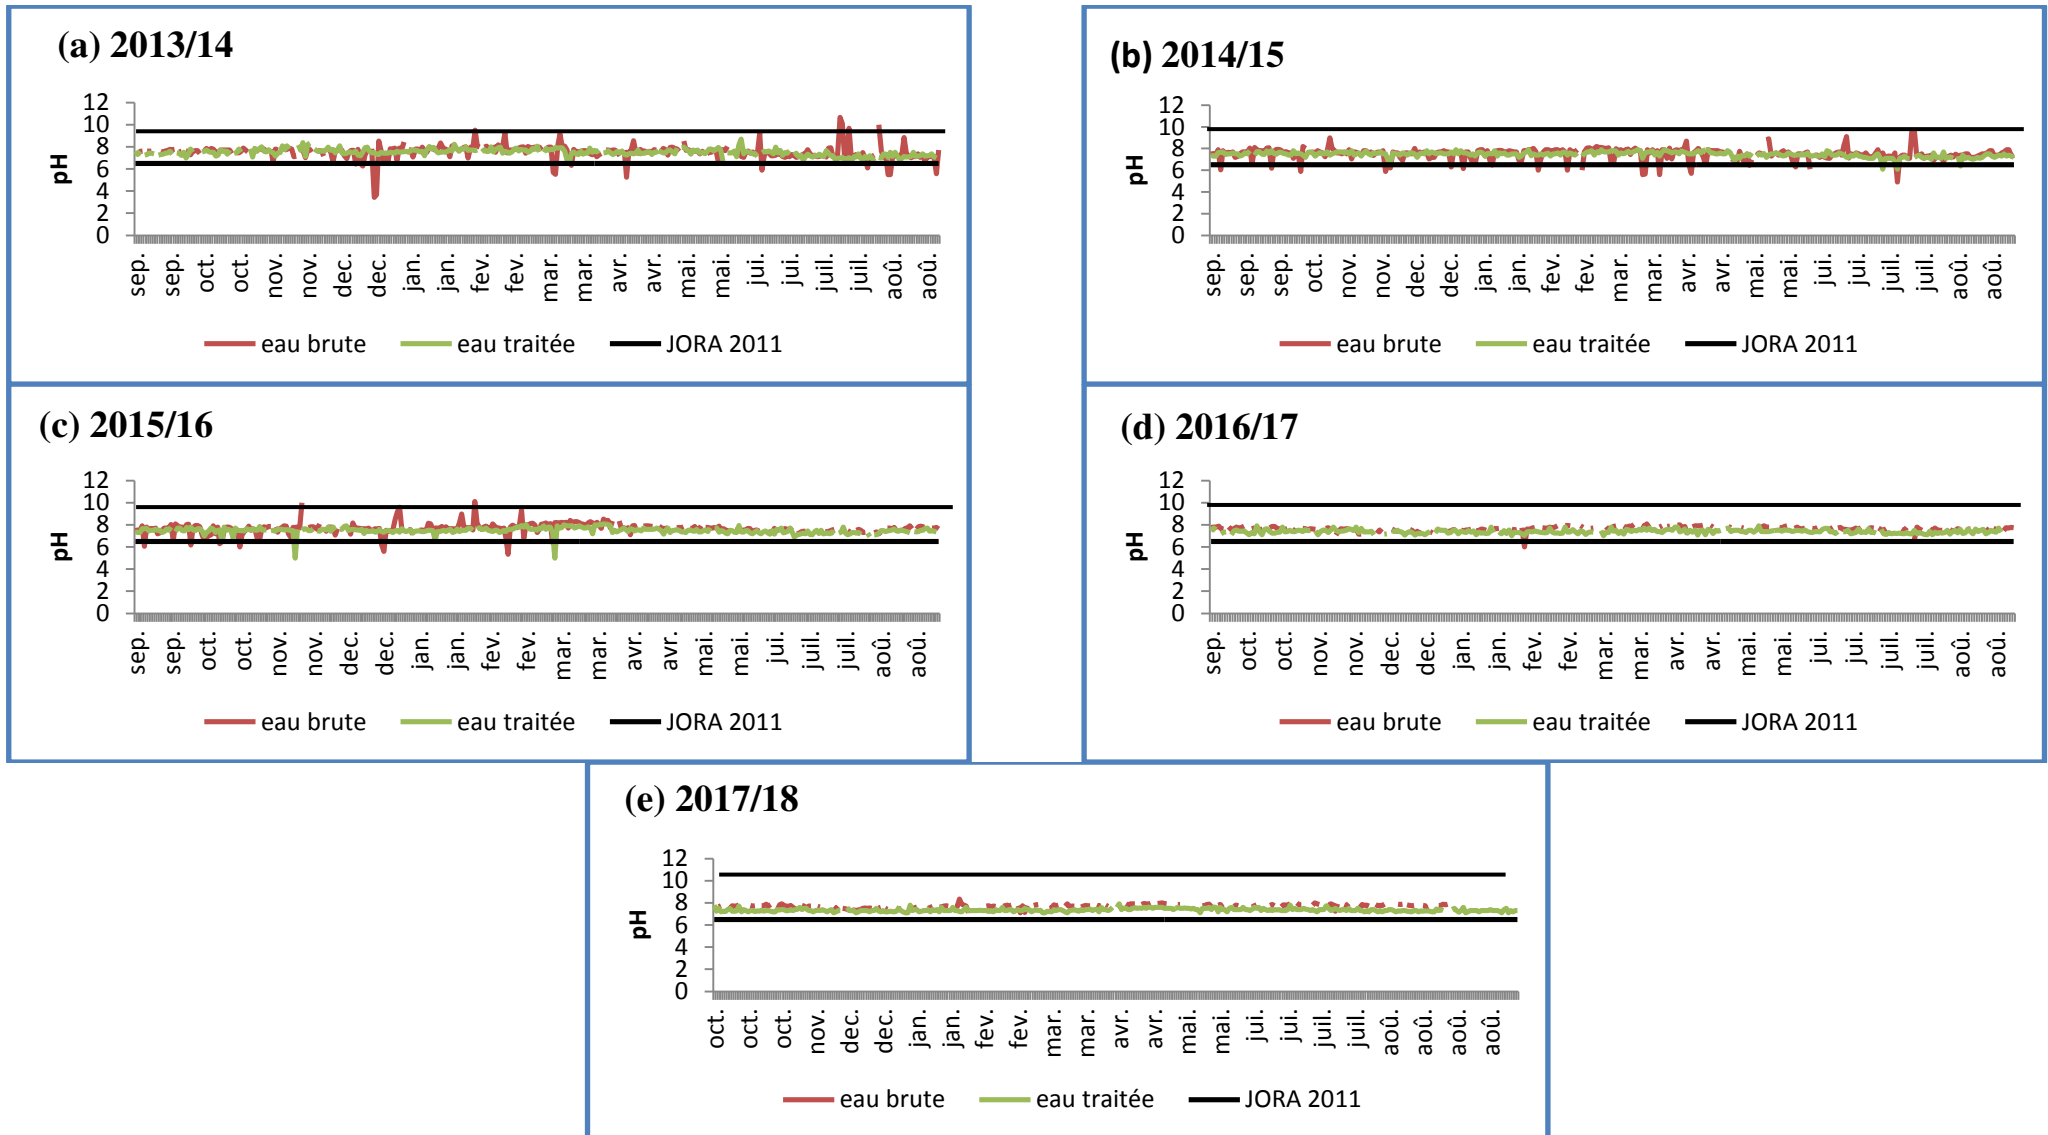 (a) 2013/14
pH
12
10
8
6
4
2
0
sep. sep. oct. oct. nov. nov. dec. dec. jan. jan. fev. fev. mar. mar. avr. avr. mai. mai. jui. jui. juil. juil. aoû. aoû.
eau brute eau traitée JORA 2011
(b) 2014/15
pH
12
10
8
6
4
2
0
sep. sep. sep. oct. nov. nov. dec. dec. jan. jan. fev. fev. mar. mar. avr. avr. mai. mai. jui. jui. juil. juil. aoû. aoû.
eau brute eau traitée JORA 2011
(c) 2015/16
pH
12
10
8
6
4
2
0
sep. sep. oct. oct. nov. nov. dec. dec. jan. jan. fev. fev. mar. mar. avr. avr. mai. mai. jui. juil. juil. aoû. aoû.
eau brute eau traitée JORA 2011
(d) 2016/17
pH
12
10
8
6
4
2
0
sep. oct. oct. nov. nov. dec. dec. jan. jan. fev. fev. mar. mar. avr. avr. mai. mai. jui. jui. juil. juil. aoû. aoû.
eau brute eau traitée JORA 2011
(e) 2017/18
pH
12
10
8
6
4
2
0
oct. oct. oct. nov. dec. dec. jan. jan. fev. fev. mar. mar. avr. avr. mai. mai. jui. jui. juil. juil. aoû. aoû. aoû. aoû.
eau brute eau traitée JORA 2011